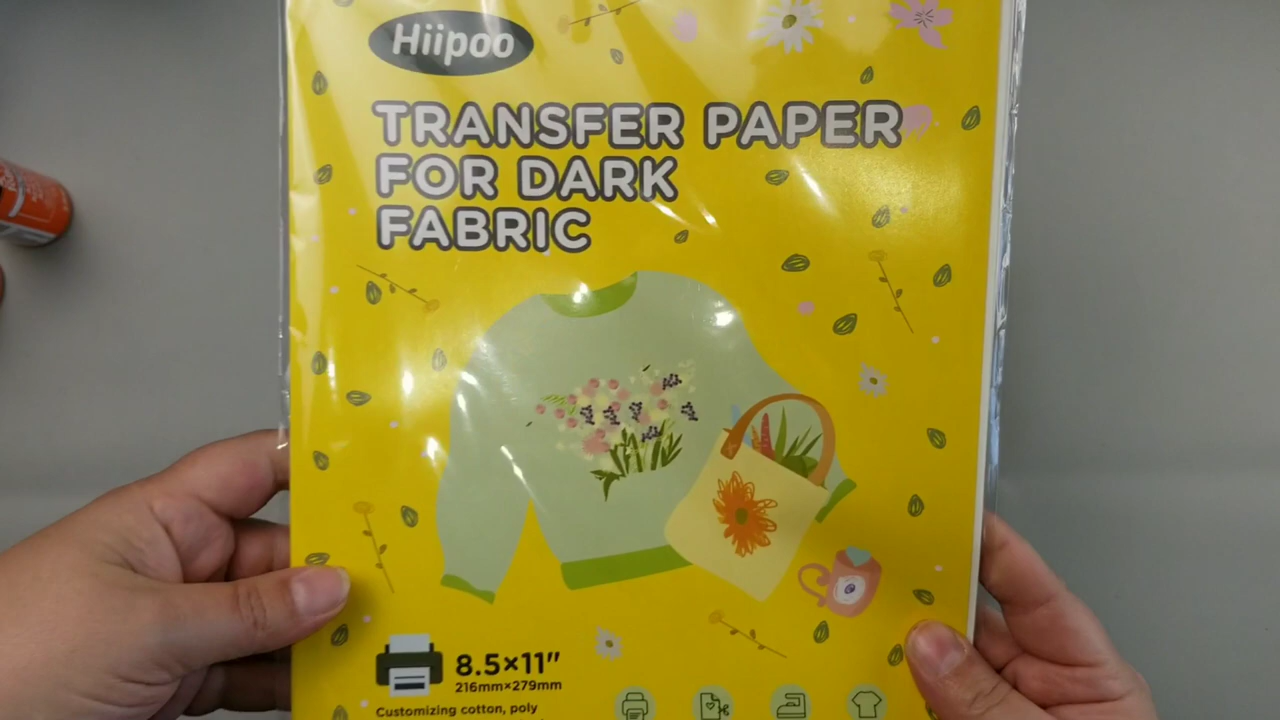 Hiipoo
TRANSFER PAPER
FOR DARK
FABRIC
8.5×11"
216mm×279mm
Customizing cotton, poly